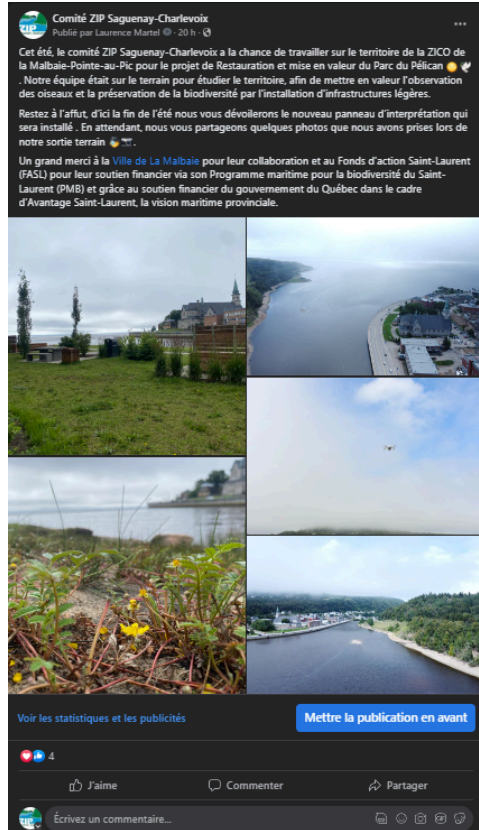 Comité ZIP Saguenay-Charlevoix
Publié par Laurence Martel · 20 h ·
Cet été, le comité ZIP Saguenay-Charlevoix a la chance de travailler sur le territoire de la ZICO de
la Malbaie-Pointe-au-Pic pour le projet de Restauration et mise en valeur du Parc du Pélican
. Notre équipe était sur le terrain pour étudier le territoire, afin de mettre en valeur l'observation
des oiseaux et la préservation de la biodiversité par l'installation d'infrastructures légères.
Restez à l'affut, d'ici la fin de l'été nous vous dévoilerons le nouveau panneau d'interprétation qui
sera installé . En attendant, nous vous partageons quelques photos que nous avons prises lors de
notre sortie terrain .
Un grand merci à la Ville de La Malbaie pour leur collaboration et au Fonds d'action Saint-Laurent
(FASL) pour leur soutien financier via son Programme maritime pour la biodiversité du Saint-
Laurent (PMB) et grâce au soutien financier du gouvernement du Québec dans le cadre
d'Avantage Saint-Laurent, la vision maritime provinciale.
Voir les statistiques et les publicités
Mettre la publication en avant
4
J'aime
Commenter
Partager
ZIP
Écrivez un commentaire...